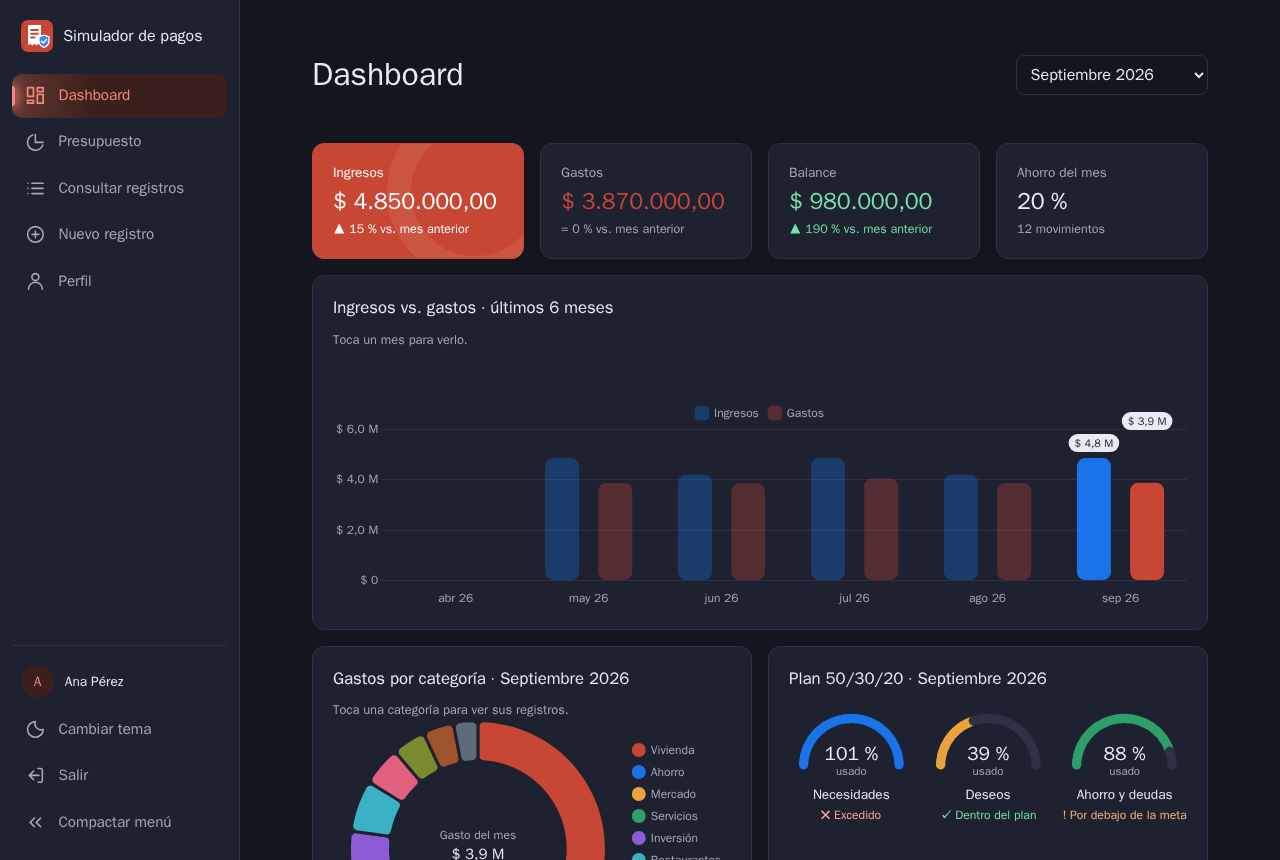 Simulador de pagos
Dashboard
Presupuesto
Consultar registros
Nuevo registro
Perfil
A
Ana Pérez
Cambiar tema
Salir
Compactar menú
Dashboard
Septiembre 2026
Ingresos
$ 4.850.000,00
▲ 15 % vs. mes anterior
Gastos
$ 3.870.000,00
= 0 % vs. mes anterior
Balance
$ 980.000,00
▲ 190 % vs. mes anterior
Ahorro del mes
20 %
12 movimientos
Ingresos vs. gastos · últimos 6 meses
Toca un mes para verlo.
Ingresos
Gastos
$ 6,0 M
$ 4,0 M
$ 2,0 M
$ 0
$ 4,8 M
$ 3,9 M
abr 26
may 26
jun 26
jul 26
ago 26
sep 26
Gastos por categoría · Septiembre 2026
Toca una categoría para ver sus registros.
Gasto del mes
$ 3,9 M
Vivienda
Ahorro
Mercado
Servicios
Inversión
Restaurantes
Plan 50/30/20 · Septiembre 2026
101 %
usado
Necesidades
✕ Excedido
39 %
usado
Deseos
✓ Dentro del plan
88 %
usado
Ahorro y deudas
! Por debajo de la meta